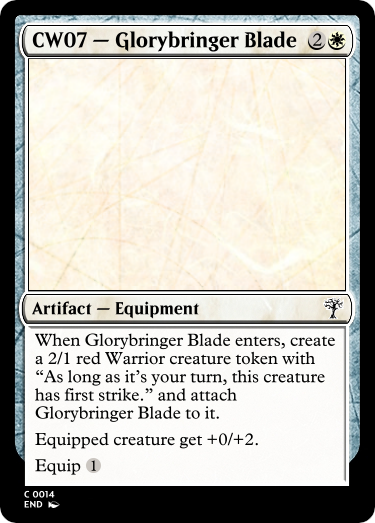 CW07 — Glorybringer Blade 2
Artifact — Equipment
When Glorybringer Blade enters, create
a 2/1 red Warrior creature token with
“As long as it’s your turn, this creature
has first strike.” and attach
Glorybringer Blade to it.
Equipped creature get +0/+2.
Equip 1
C 0014
END